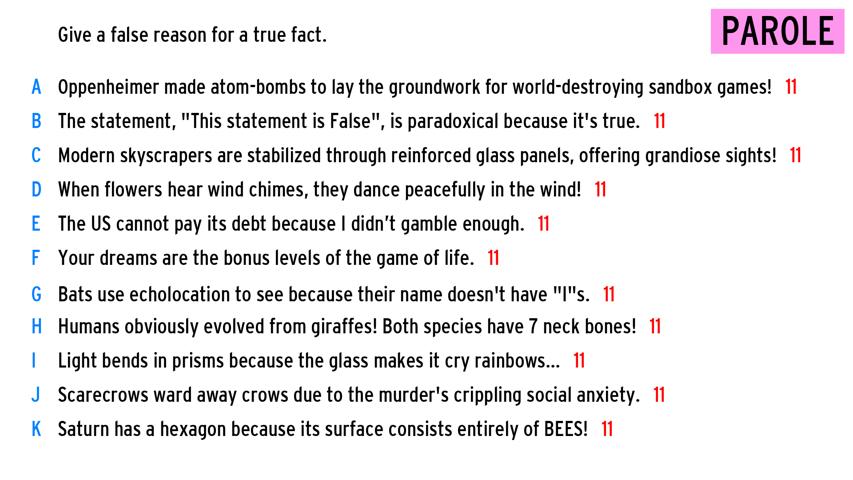 Give a false reason for a true fact.
PAROLE
A Oppenheimer made atom-bombs to lay the groundwork for world-destroying sandbox games! 11
B The statement, "This statement is False", is paradoxical because it's true. 11
C Modern skyscrapers are stabilized through reinforced glass panels, offering grandiose sights! 11
D When flowers hear wind chimes, they dance peacefully in the wind! 11
E The US cannot pay its debt because I didn't gamble enough. 11
F Your dreams are the bonus levels of the game of life. 11
G Bats use echolocation to see because their name doesn't have "I"s. 11
H Humans obviously evolved from giraffes! Both species have 7 neck bones! 11
I Light bends in prisms because the glass makes it cry rainbows... 11
J Scarecrows ward away crows due to the murder's crippling social anxiety. 11
K Saturn has a hexagon because its surface consists entirely of BEES! 11